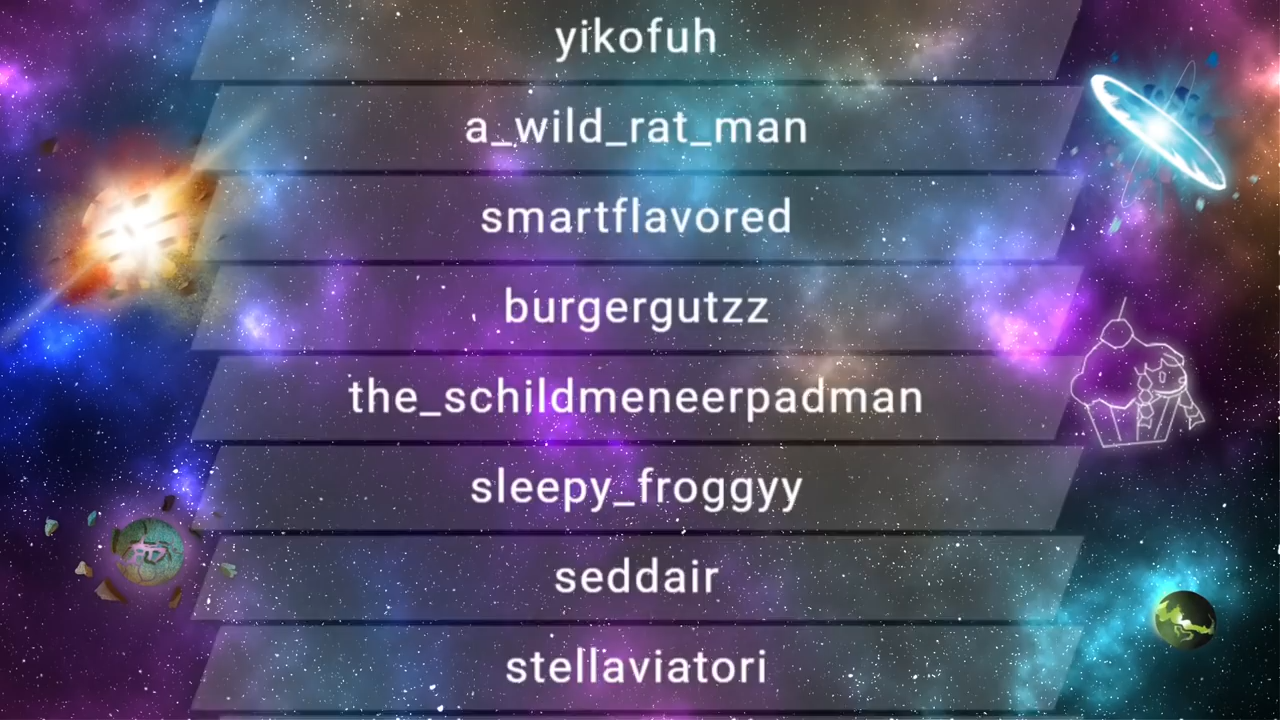 yikofuh
a_wild_rat_man
smartflavored
burgergutzz
the_schildmeneerpadman
sleepy_froggyy
seddair
stellaviatori